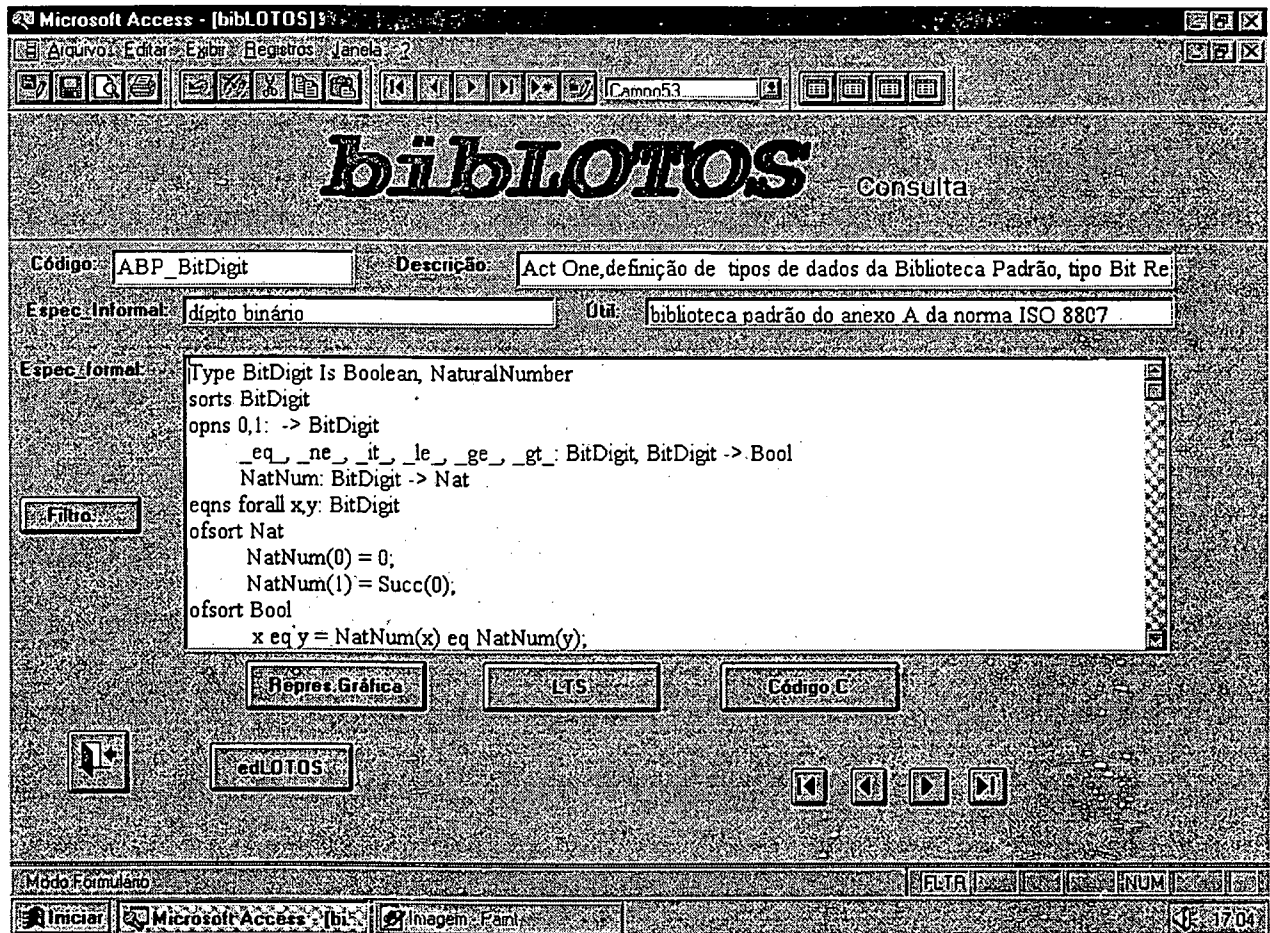 Microsoft Access - [bibLOTOS]
Arquivo Editar Exibir Registros Janela ?
Campo53
bibLOTOS Consulta
Código: ABP_BitDigit Descrição: Act One,definição de tipos de dados da Biblioteca Padrão, tipo Bit Re
Espec_Informal: dígito binário Útil: biblioteca padrão do anexo A da norma ISO 8807
Espec_formal: Type BitDigit Is Boolean, NaturalNumber
sorts BitDigit
opns 0,1: -> BitDigit
_eq_, _ne_, _it_, _le_, _ge_, _gt_: BitDigit, BitDigit -> Bool
NatNum: BitDigit -> Nat
eqns forall x,y: BitDigit
Filtro
ofsort Nat
NatNum(0) = 0;
NatNum(1) = Succ(0);
ofsort Bool
x eq y = NatNum(x) eq NatNum(y);
Repres.Gráfica LTS Código C
edLOTOS
Modo Formulário FLTR NUM
Iniciar Microsoft Access - [bi... Imagem - Paint 17:04